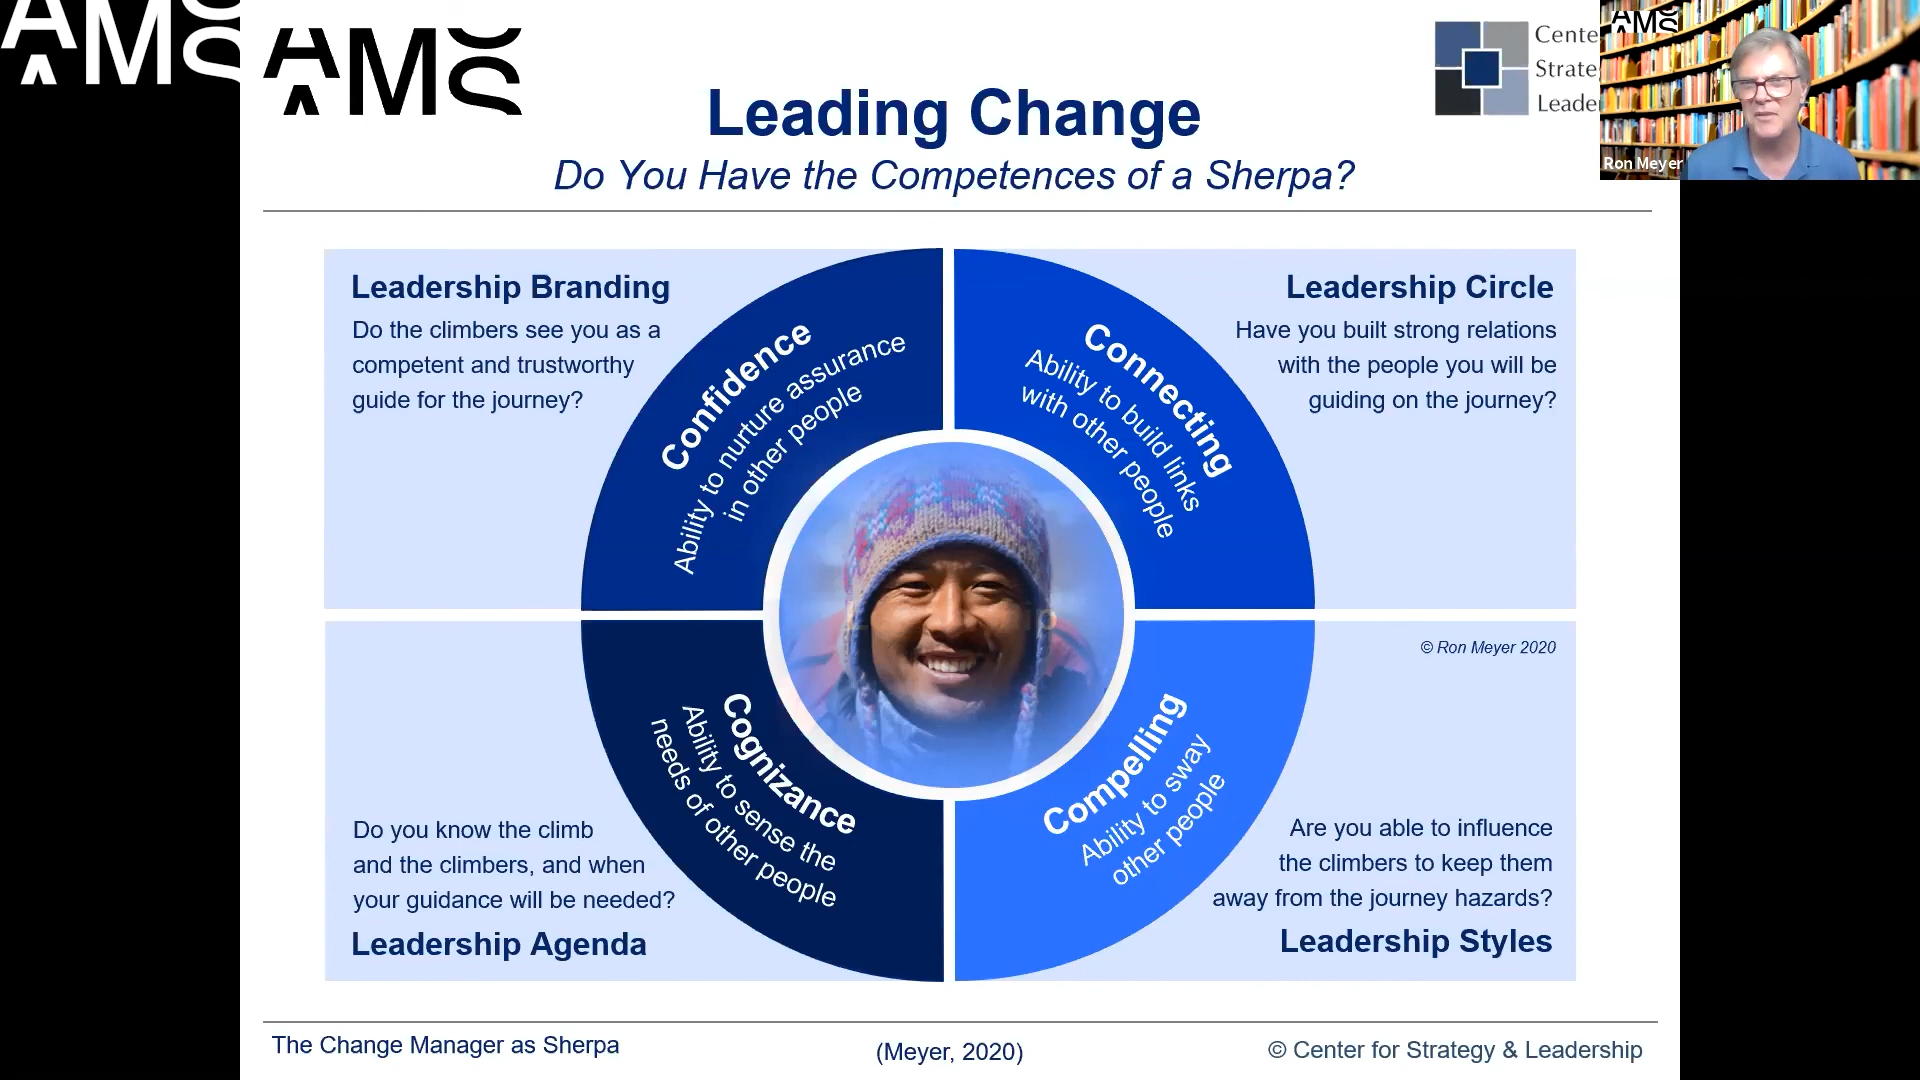 AMS
AMS
Leading Change
Do You Have the Competences of a Sherpa?
Cente
Strate
Leader
AMS
Ron Meyer
Leadership Branding
Do the climbers see you as a
competent and trustworthy
guide for the journey?
Confidence
Ability to nurture assurance
in other people
Connecting
Ability to build links
with other people
Leadership Circle
Have you built strong relations
with the people you will be
guiding on the journey?
Cognizance
Ability to sense the
needs of other people
Do you know the climb
and the climbers, and when
your guidance will be needed?
Leadership Agenda
Compelling
Ability to sway
other people
© Ron Meyer 2020
Are you able to influence
the climbers to keep them
away from the journey hazards?
Leadership Styles
The Change Manager as Sherpa
(Meyer, 2020)
© Center for Strategy & Leadership